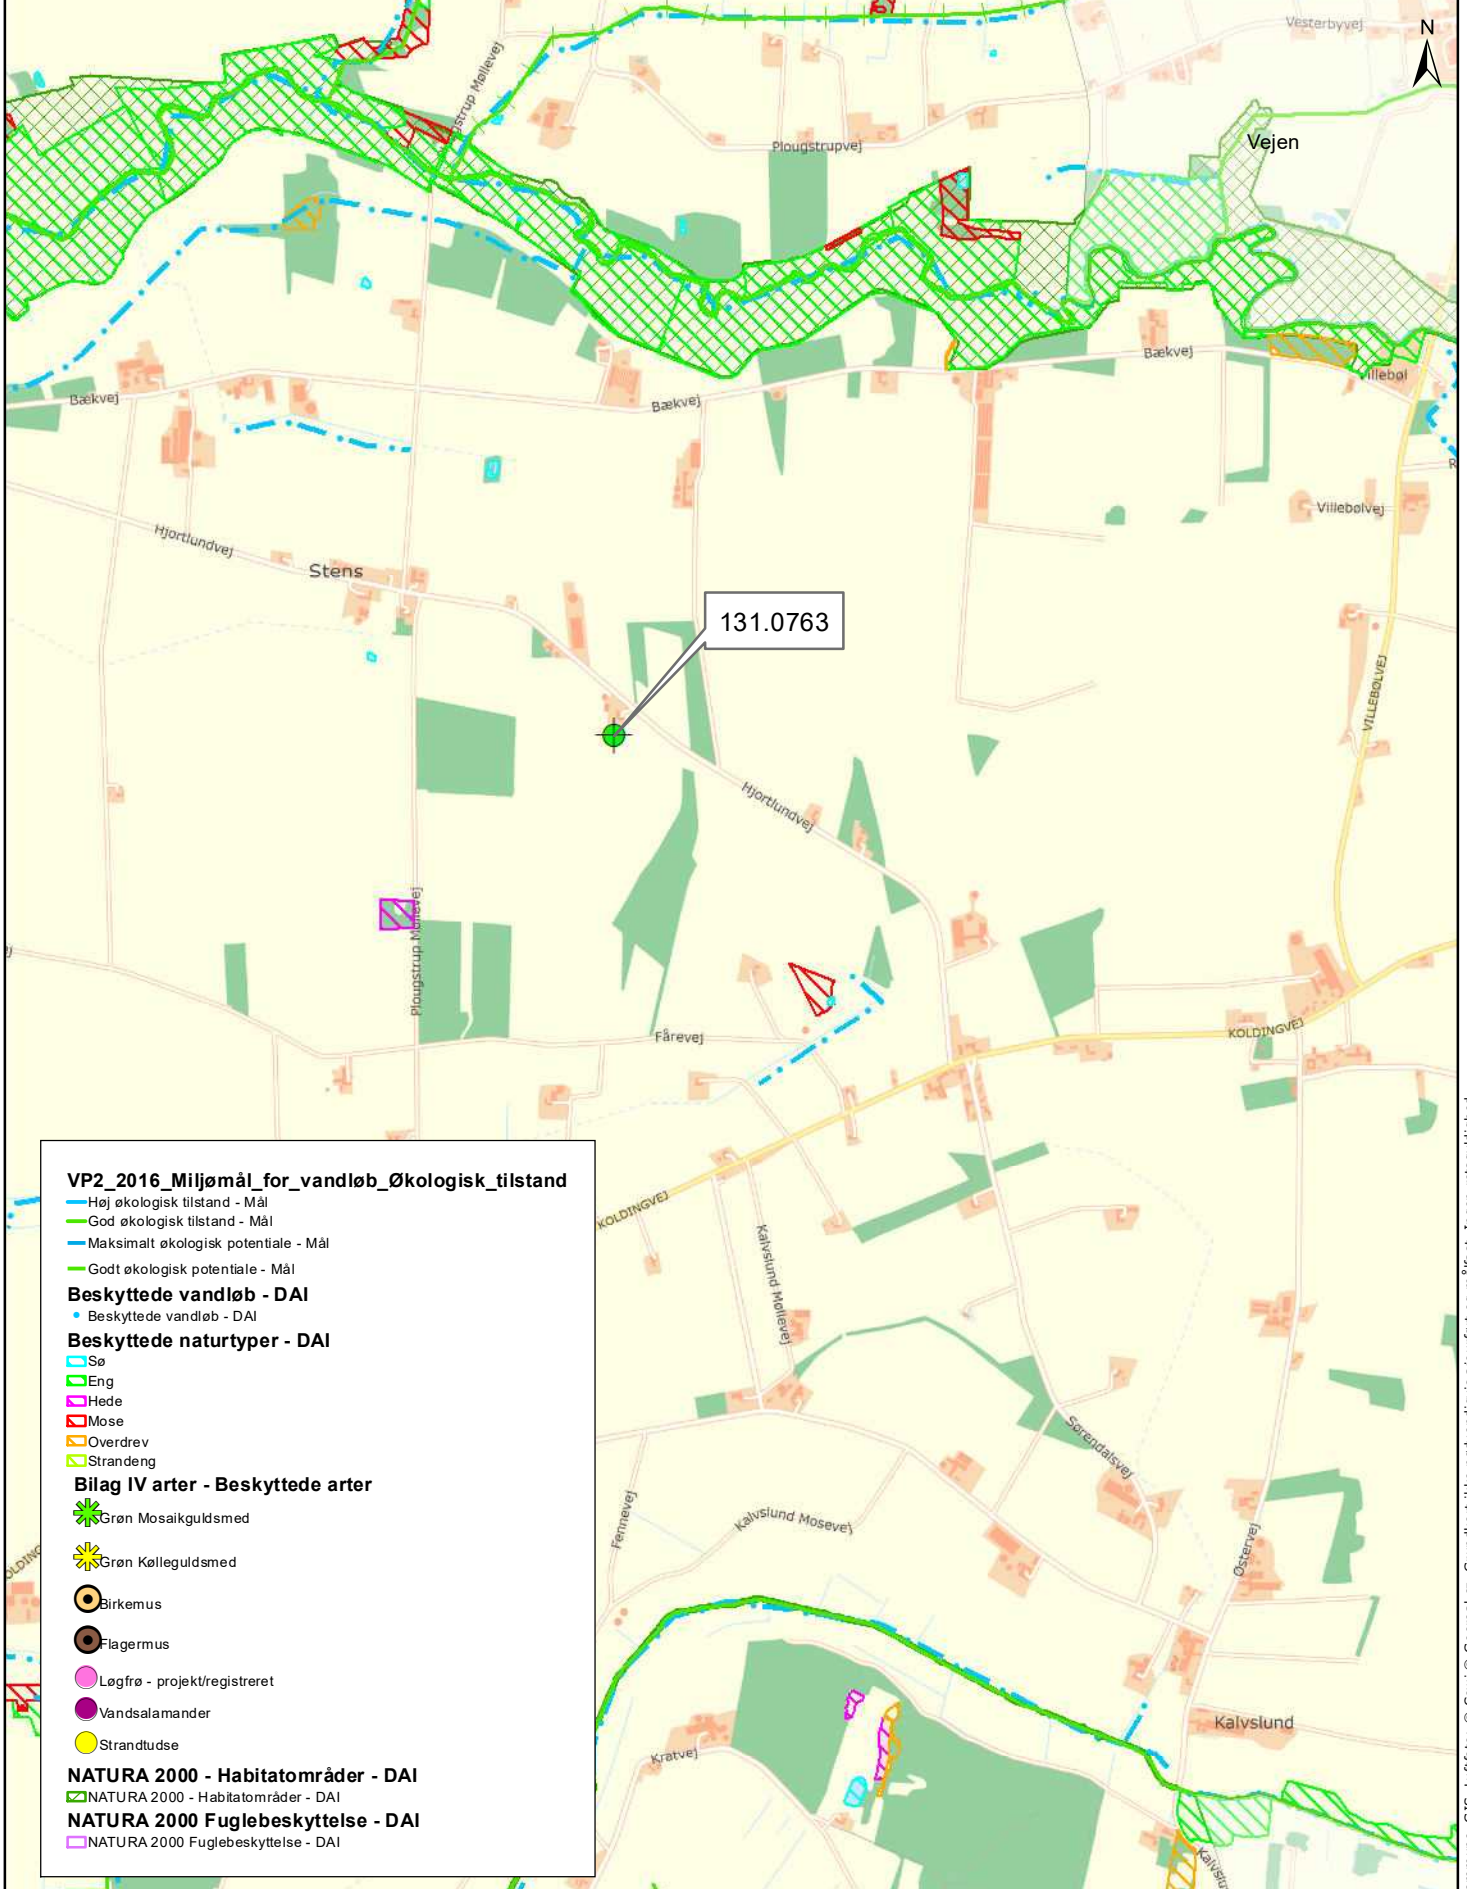 Vesterbyvej
N
Plougstrupvej
Vejen
Bækvej
Bækvej
Bækvej
Villebølvej
Hjortlundvej
Stens
131.0763
VILLEBØLVEJ
Hjortlundvej
Plougstrup Møllevej
Fårevej
KOLDINGVEJ
KOLDINGVEJ
Kalvslund Møllevej
Sørendalsvej
Kalvslund Mosevej
Fennevej
Østervej
Kalvslund
Kratvej
VP2_2016_Miljømål_for_vandløb_Økologisk_tilstand
Høj økologisk tilstand - Mål
God økologisk tilstand - Mål
Maksimalt økologisk potentiale - Mål
Godt økologisk potentiale - Mål
Beskyttede vandløb - DAI
Beskyttede vandløb - DAI
Beskyttede naturtyper - DAI
Sø
Eng
Hede
Mose
Overdrev
Strandeng
Bilag IV arter - Beskyttede arter
Grøn Mosaikguldsmed
Grøn Kølleguldsmed
Birkemus
Flagermus
Løgfrø - projekt/registreret
Vandsalamander
Strandtudse
NATURA 2000 - Habitatområder - DAI
NATURA 2000 - Habitatområder - DAI
NATURA 2000 Fuglebeskyttelse - DAI
NATURA 2000 Fuglebeskyttelse - DAI